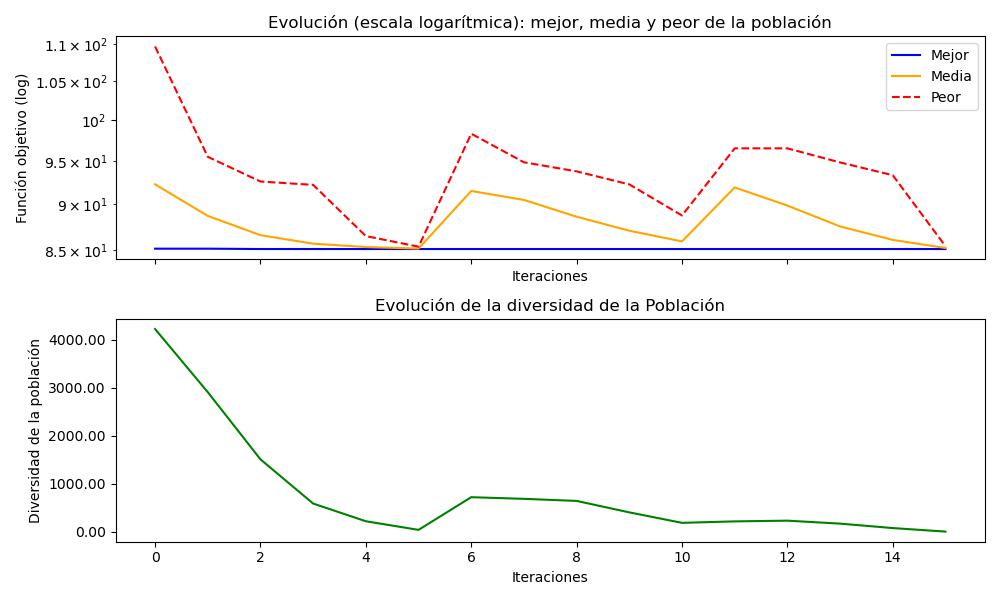 Evolución (escala logarítmica): mejor, media y peor de la población
Función objetivo (log)
1.1 × 10²
1.05 × 10²
10²
9.5 × 10¹
9 × 10¹
8.5 × 10¹
Mejor
Media
Peor
Iteraciones
Evolución de la diversidad de la Población
Diversidad de la población
4000.00
3000.00
2000.00
1000.00
0.00
0 2 4 6 8 10 12 14
Iteraciones